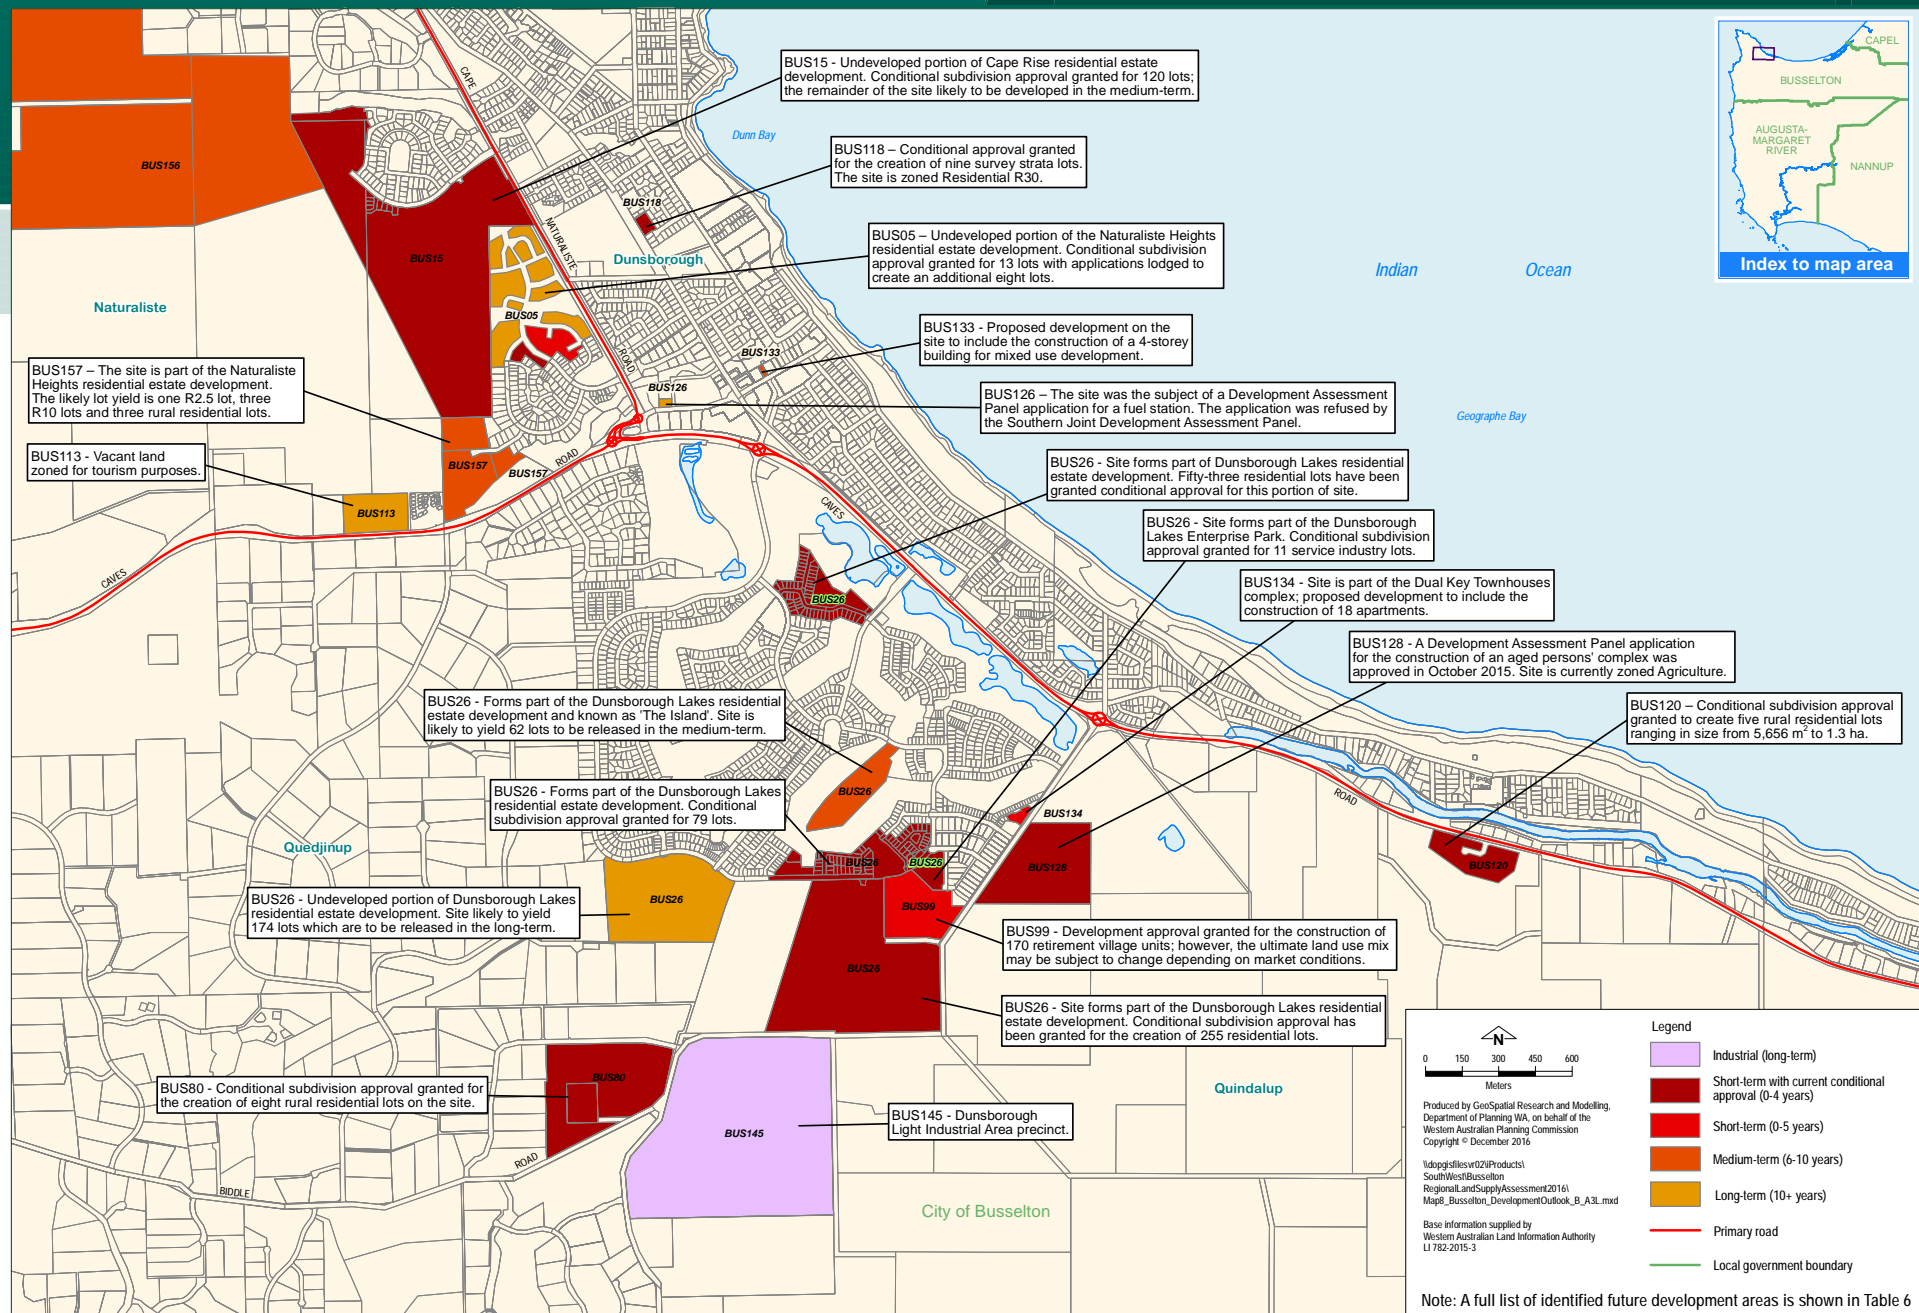 BUS15 - Undeveloped portion of Cape Rise residential estate
development. Conditional subdivision approval granted for 120 lots;
the remainder of the site likely to be developed in the medium-term.
BUS118 – Conditional approval granted
for the creation of nine survey strata lots.
The site is zoned Residential R30.
BUS05 – Undeveloped portion of the Naturaliste Heights
residential estate development. Conditional subdivision
approval granted for 13 lots with applications lodged to
create an additional eight lots.
BUS133 - Proposed development on the
site to include the construction of a 4-storey
building for mixed use development.
BUS126 – The site was the subject of a Development Assessment
Panel application for a fuel station. The application was refused by
the Southern Joint Development Assessment Panel.
BUS26 - Site forms part of Dunsborough Lakes residential
estate development. Fifty-three residential lots have been
granted conditional approval for this portion of site.
BUS26 - Site forms part of the Dunsborough
Lakes Enterprise Park. Conditional subdivision
approval granted for 11 service industry lots.
BUS134 - Site is part of the Dual Key Townhouses
complex; proposed development to include the
construction of 18 apartments.
BUS128 - A Development Assessment Panel application
for the construction of an aged persons' complex was
approved in October 2015. Site is currently zoned Agriculture.
BUS120 – Conditional subdivision approval
granted to create five rural residential lots
ranging in size from 5,656 m² to 1.3 ha.
BUS157 – The site is part of the Naturaliste
Heights residential estate development.
The likely lot yield is one R2.5 lot, three
R10 lots and three rural residential lots.
BUS113 - Vacant land
zoned for tourism purposes.
BUS26 - Forms part of the Dunsborough Lakes residential
estate development and known as 'The Island'. Site is
likely to yield 62 lots to be released in the medium-term.
BUS26 - Forms part of the Dunsborough Lakes
residential estate development. Conditional
subdivision approval granted for 79 lots.
BUS26 - Undeveloped portion of Dunsborough Lakes
residential estate development. Site likely to yield
174 lots which are to be released in the long-term.
BUS99 - Development approval granted for the construction of
170 retirement village units; however, the ultimate land use mix
may be subject to change depending on market conditions.
BUS26 - Site forms part of the Dunsborough Lakes residential
estate development. Conditional subdivision approval has
been granted for the creation of 255 residential lots.
BUS80 - Conditional subdivision approval granted for
the creation of eight rural residential lots on the site.
BUS145 - Dunsborough
Light Industrial Area precinct.
CAPE
NATURALISTE
ROAD
Dunn Bay
BUS156
BUS118
Dunsborough
BUS15
Naturaliste
BUS05
BUS133
BUS126
Indian Ocean
Geographe Bay
BUS157
BUS157
ROAD
BUS113
CAVES
CAVES
BUS26
BUS26
BUS134
ROAD
Quedjinup
BUS26
BUS26
BUS128
BUS120
BUS26
BUS99
BUS26
BUS80
BUS145
Quindalup
ROAD
BIDDLE
City of Busselton
CAPEL
BUSSELTON
AUGUSTA-
MARGARET
RIVER
NANNUP
Index to map area
N
0 150 300 450 600
Meters
Produced by GeoSpatial Research and Modelling,
Department of Planning WA, on behalf of the
Western Australian Planning Commission
Copyright © December 2016
\\dopgisfilesvr02\iProducts\
SouthWest\Busselton
RegionalLandSupplyAssessment2016\
Map8_Busselton_DevelopmentOutlook_B_A3L.mxd
Base information supplied by
Western Australian Land Information Authority
LI 782-2015-3
Legend
Industrial (long-term)
Short-term with current conditional
approval (0-4 years)
Short-term (0-5 years)
Medium-term (6-10 years)
Long-term (10+ years)
Primary road
Local government boundary
Note: A full list of identified future development areas is shown in Table 6